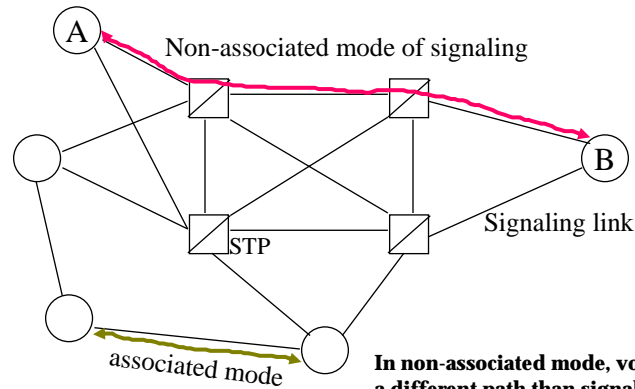 A
Non-associated mode of signaling
B
Signaling link
STP
associated mode
In non-associated mode, vo
a different path than signal